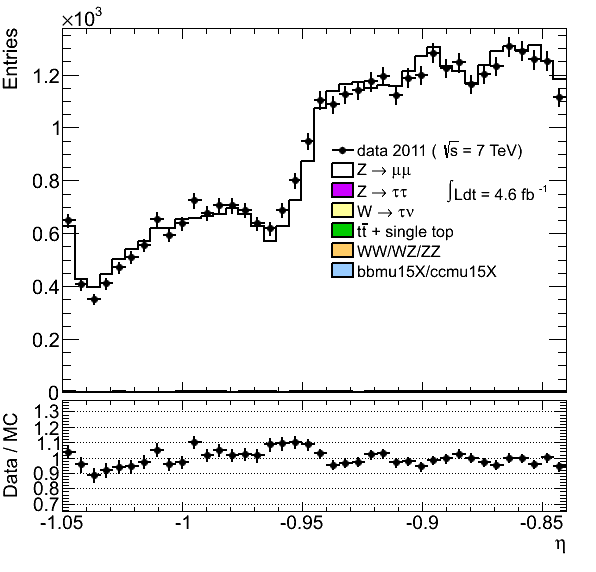 ×10³
Entries
1.2
1
0.8
0.6
0.4
0.2
0
data 2011 ( √s = 7 TeV)
Z → μμ
Z → ττ
∫Ldt = 4.6 fb⁻¹
W → τν
tt̄ + single top
WW/WZ/ZZ
bbmu15X/ccmu15X
Data / MC
1.3
1.2
1.1
1
0.9
0.8
0.7
-1.05 -1 -0.95 -0.9 -0.85
η